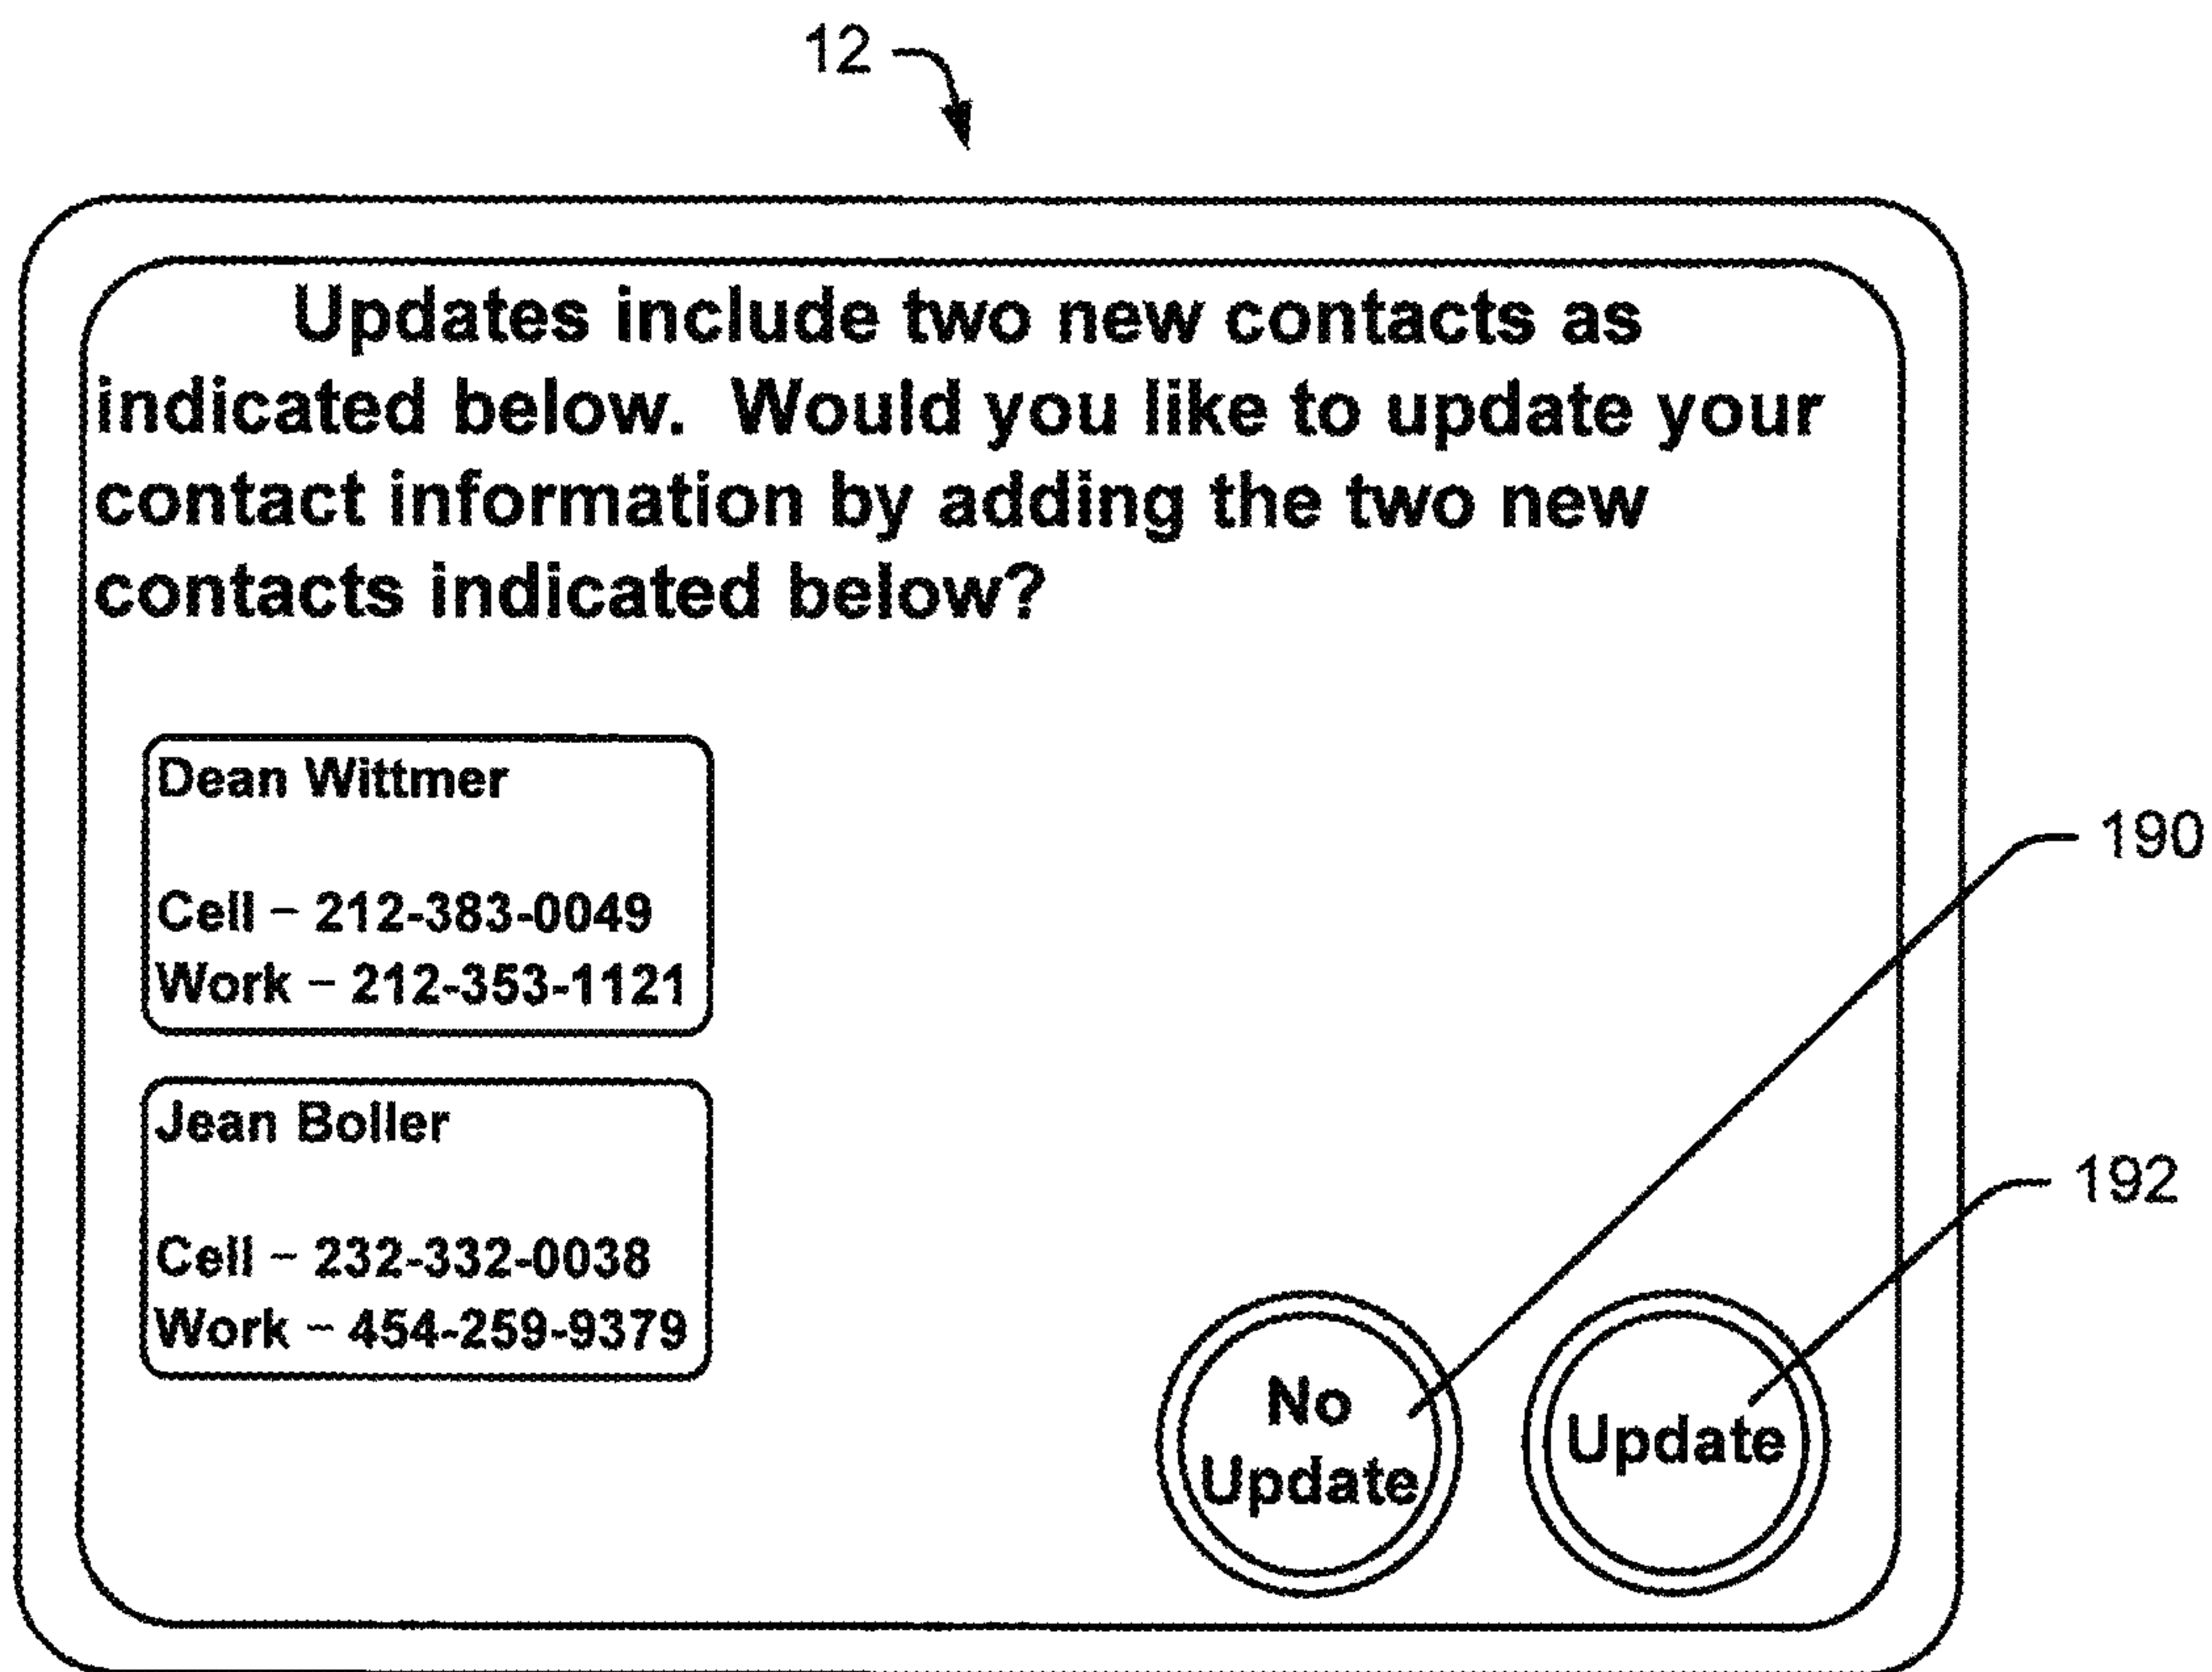 12
Updates include two new contacts as
indicated below. Would you like to update your
contact information by adding the two new
contacts indicated below?
Dean Wittmer
Cell – 212-383-0049
Work – 212-353-1121
190
Jean Boller
Cell – 232-332-0038
Work – 454-259-9379
192
No
Update
Update